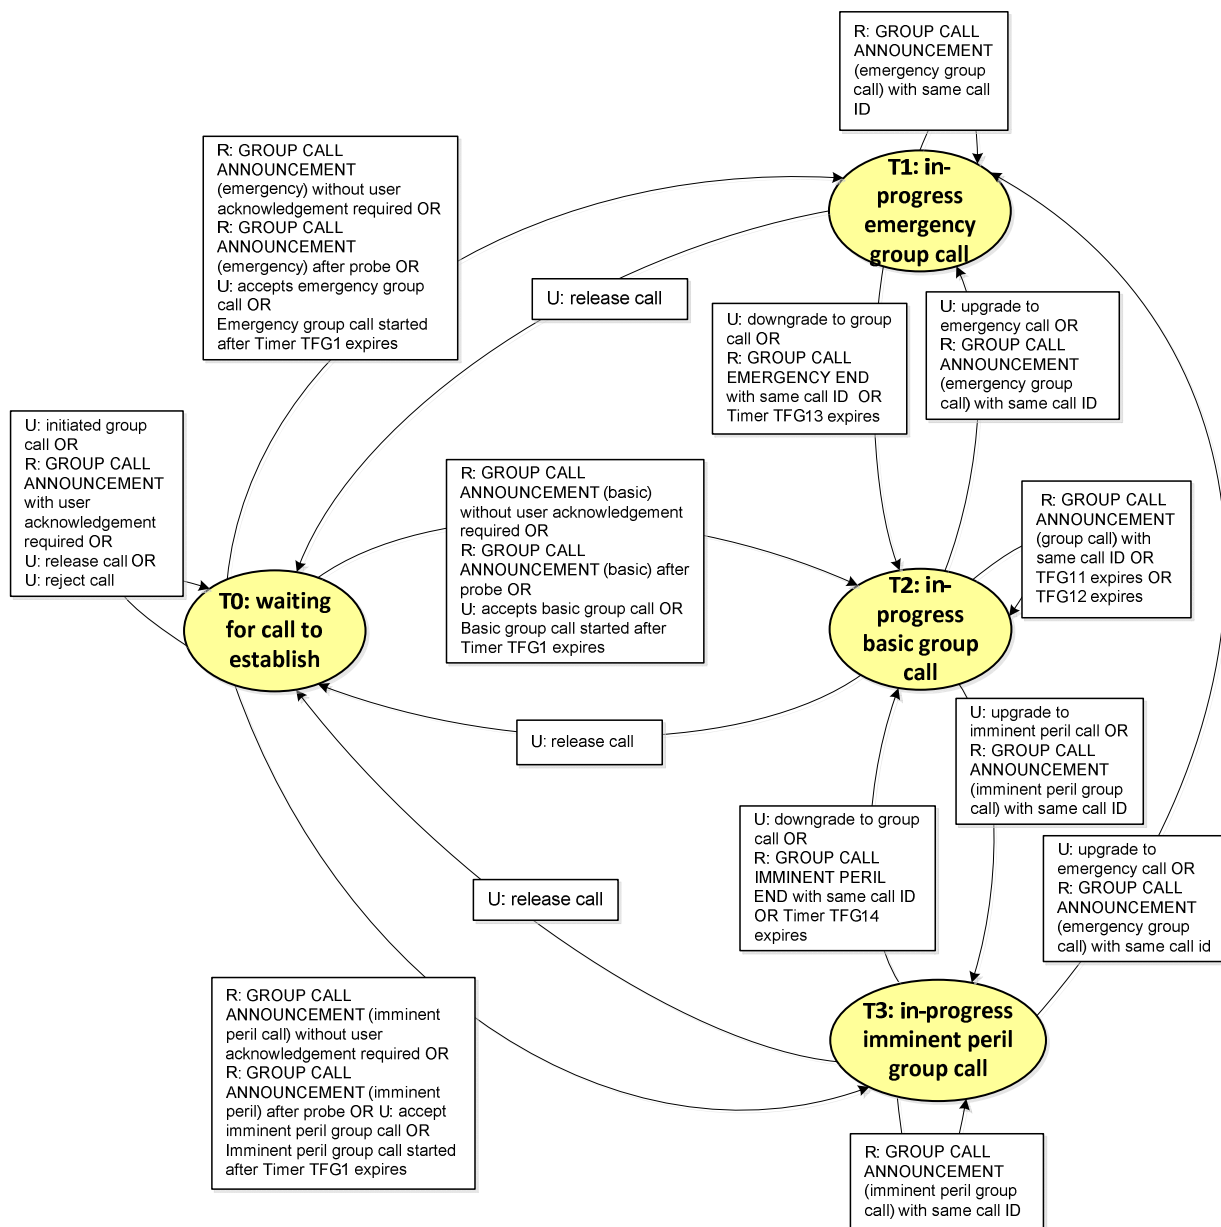 R: GROUP CALL
ANNOUNCEMENT
(emergency group
call) with same call
ID
R: GROUP CALL
ANNOUNCEMENT
(emergency) without user
acknowledgement required OR
R: GROUP CALL
ANNOUNCEMENT
(emergency) after probe OR
U: accepts emergency group
call OR
Emergency group call started
after Timer TFG1 expires
T1: in-
progress
emergency
group call
U: release call
U: downgrade to group
call OR
R: GROUP CALL
EMERGENCY END
with same call ID OR
Timer TFG13 expires
U: upgrade to
emergency call OR
R: GROUP CALL
ANNOUNCEMENT
(emergency group
call) with same call ID
U: initiated group
call OR
R: GROUP CALL
ANNOUNCEMENT
with user
acknowledgement
required OR
U: release call OR
U: reject call
R: GROUP CALL
ANNOUNCEMENT (basic)
without user acknowledgement
required OR
R: GROUP CALL
ANNOUNCEMENT (basic) after
probe OR
U: accepts basic group call OR
Basic group call started after
Timer TFG1 expires
R: GROUP CALL
ANNOUNCEMENT
(group call) with
same call ID OR
TFG11 expires OR
TFG12 expires
T0: waiting
for call to
establish
T2: in-
progress
basic group
call
U: release call
U: upgrade to
imminent peril call OR
R: GROUP CALL
ANNOUNCEMENT
(imminent peril group
call) with same call ID
U: downgrade to group
call OR
R: GROUP CALL
IMMINENT PERIL
END with same call ID
OR Timer TFG14
expires
U: upgrade to
emergency call OR
R: GROUP CALL
ANNOUNCEMENT
(emergency group
call) with same call id
U: release call
R: GROUP CALL
ANNOUNCEMENT (imminent
peril call) without user
acknowledgement required OR
R: GROUP CALL
ANNOUNCEMENT (imminent
peril) after probe OR U: accept
imminent peril group call OR
Imminent peril group call started
after Timer TFG1 expires
T3: in-progress
imminent peril
group call
R: GROUP CALL
ANNOUNCEMENT
(imminent peril group
call) with same call ID